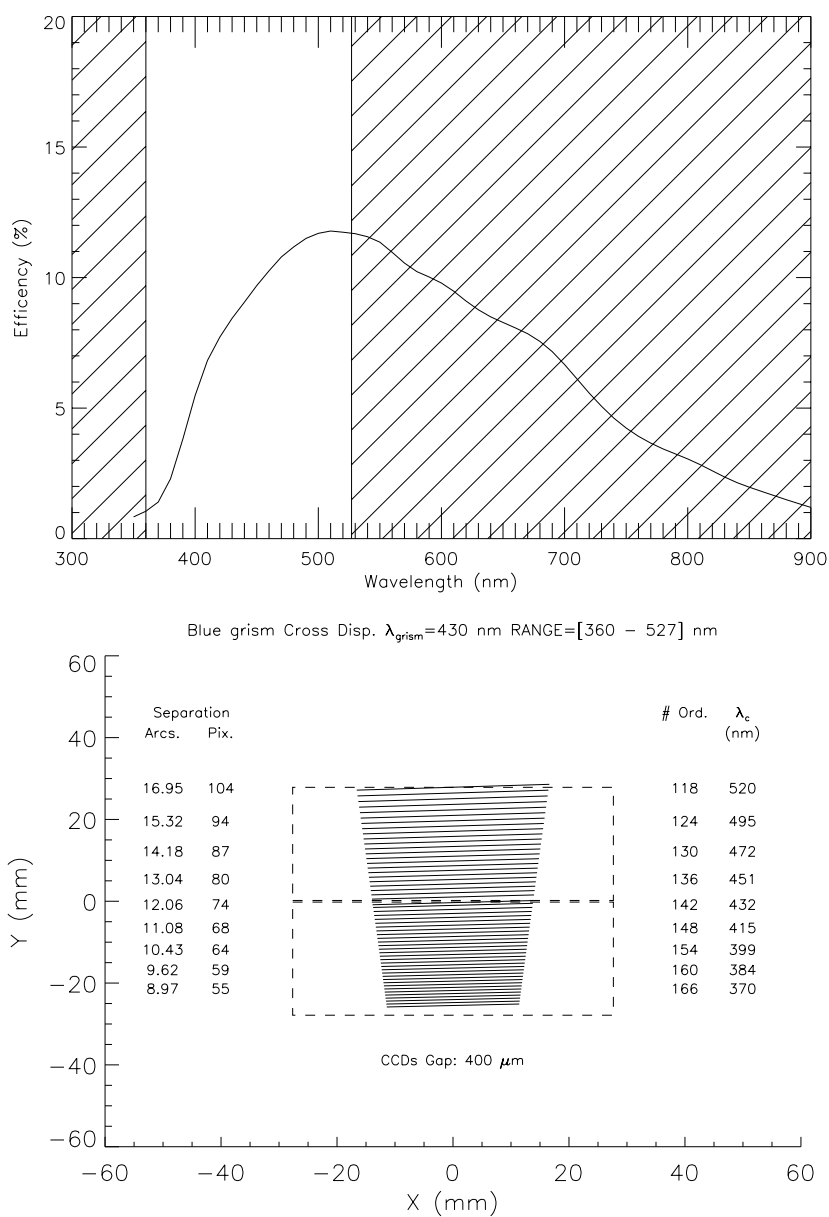 20
15
10
5
0
Efficency (%)
300 400 500 600 700 800 900
Wavelength (nm)
Blue grism Cross Disp. λgrism=430 nm RANGE=[360 − 527] nm
60
40
20
0
−20
−40
−60
Y (mm)
Separation # Ord. λc
Arcs. Pix. (nm)
16.95 104 118 520
15.32 94 124 495
14.18 87 130 472
13.04 80 136 451
12.06 74 142 432
11.08 68 148 415
10.43 64 154 399
9.62 59 160 384
8.97 55 166 370
CCDs Gap: 400 μm
−60 −40 −20 0 20 40 60
X (mm)